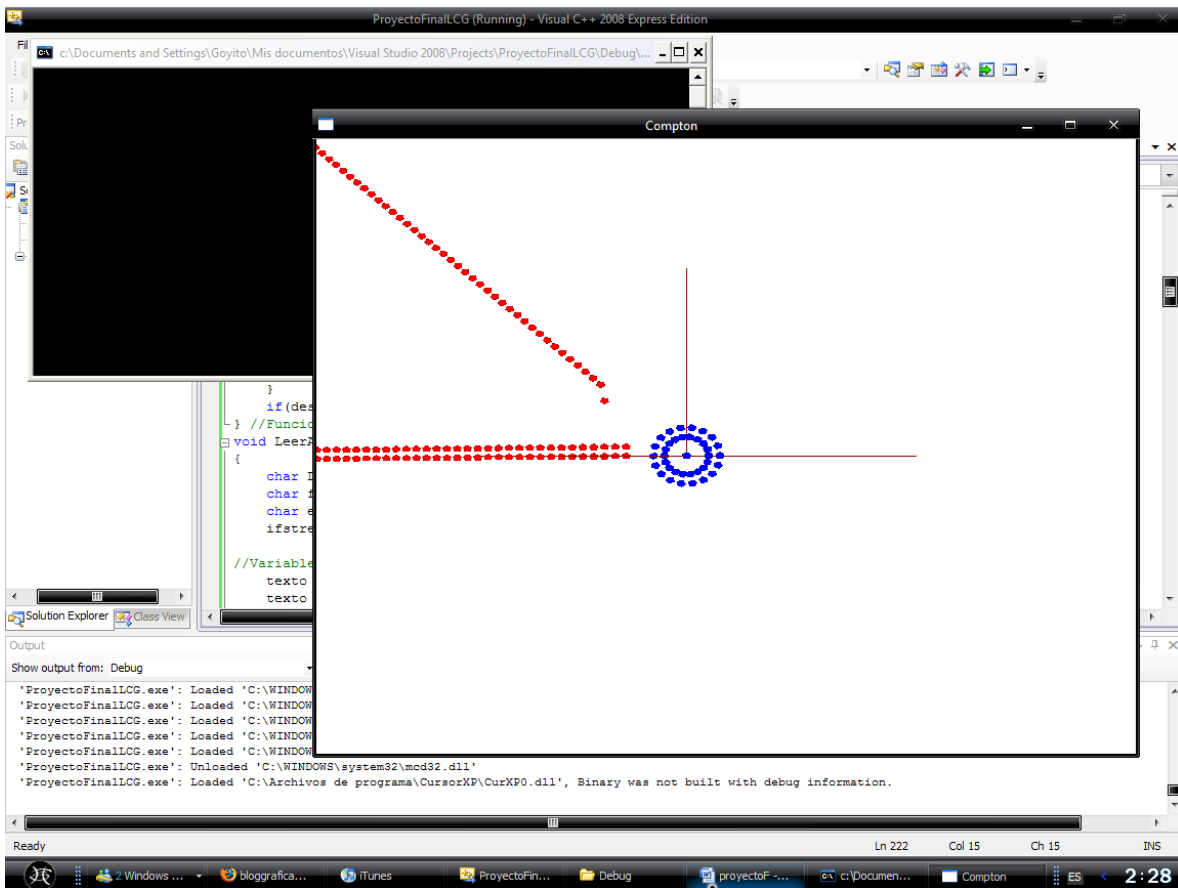 ProyectoFinalLCG (Running) - Visual C++ 2008 Express Edition
c:\Documents and Settings\Goyito\Mis documentos\Visual Studio 2008\Projects\ProyectoFinalLCG\Debug\...
Compton
}
if(des
} //Funcio
void LeerA
{
char
char f
char e
ifstre
//Variable
texto
texto
Solution Explorer
Class View
Output
Show output from: Debug
'ProyectoFinalLCG.exe': Loaded 'C:\WINDOW
'ProyectoFinalLCG.exe': Loaded 'C:\WINDOW
'ProyectoFinalLCG.exe': Loaded 'C:\WINDOW
'ProyectoFinalLCG.exe': Loaded 'C:\WINDOW
'ProyectoFinalLCG.exe': Loaded 'C:\WINDOW
'ProyectoFinalLCG.exe': Unloaded 'C:\WINDOWS\system32\mcd32.dll'
'ProyectoFinalLCG.exe': Loaded 'C:\Archivos de programa\CursorXP\CurXP0.dll', Binary was not built with debug information.
Ready Ln 222 Col 15 Ch 15 INS
2 Windows ... bloggrafica... iTunes ProyectoFin... Debug proyectoF -... c:\Documen... Compton ES 2:28